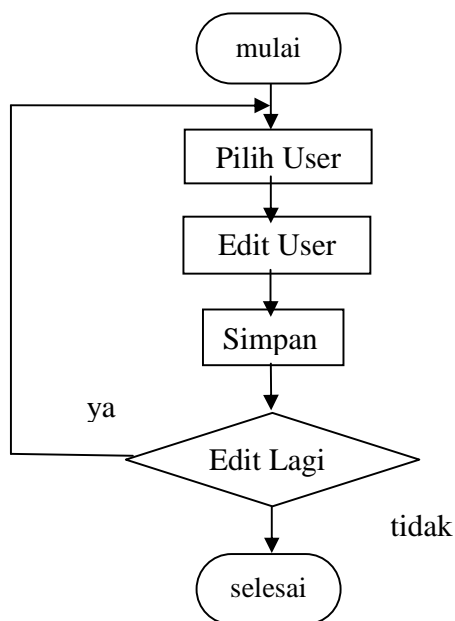 mulai
Pilih User
Edit User
Simpan
ya
Edit Lagi
tidak
selesai